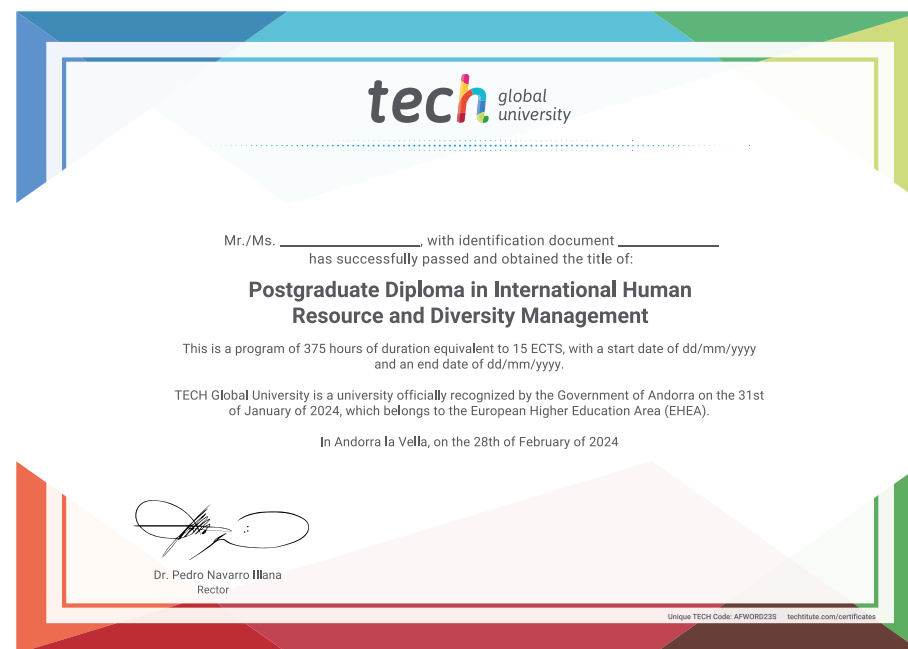 tech global university
Mr./Ms. ____________________, with identification document ______________
has successfully passed and obtained the title of:
Postgraduate Diploma in International Human
Resource and Diversity Management
This is a program of 375 hours of duration equivalent to 15 ECTS, with a start date of dd/mm/yyyy
and an end date of dd/mm/yyyy.
TECH Global University is a university officially recognized by the Government of Andorra on the 31st
of January of 2024, which belongs to the European Higher Education Area (EHEA).
In Andorra la Vella, on the 28th of February of 2024
Dr. Pedro Navarro Illana
Rector
Unique TECH Code: AFWORD23S techtitute.com/certificates